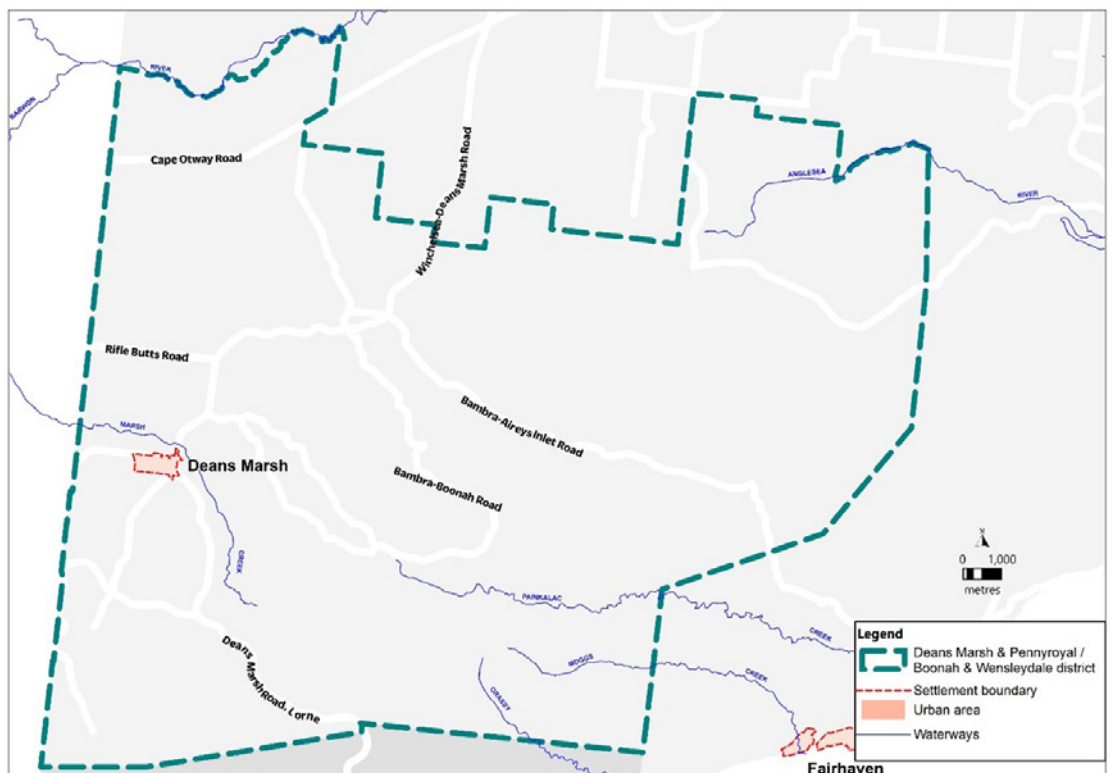 RIVER
BARWON
Cape Otway Road
Winchelsea-Deans Marsh Road
ANGLESEA
RIVER
Rifle Butts Road
Bambra-Aireys Inlet Road
MARSH
Deans Marsh
Bambra-Boonah Road
CREEK
N
0 1,000
metres
PAINKALAC
CREEK
Deans Marsh Road, Lorne
MOGGS
CREEK
GRASSY
Fairhaven
Legend
Deans Marsh & Pennyroyal /
Boonah & Wensleydale district
Settlement boundary
Urban area
Waterways